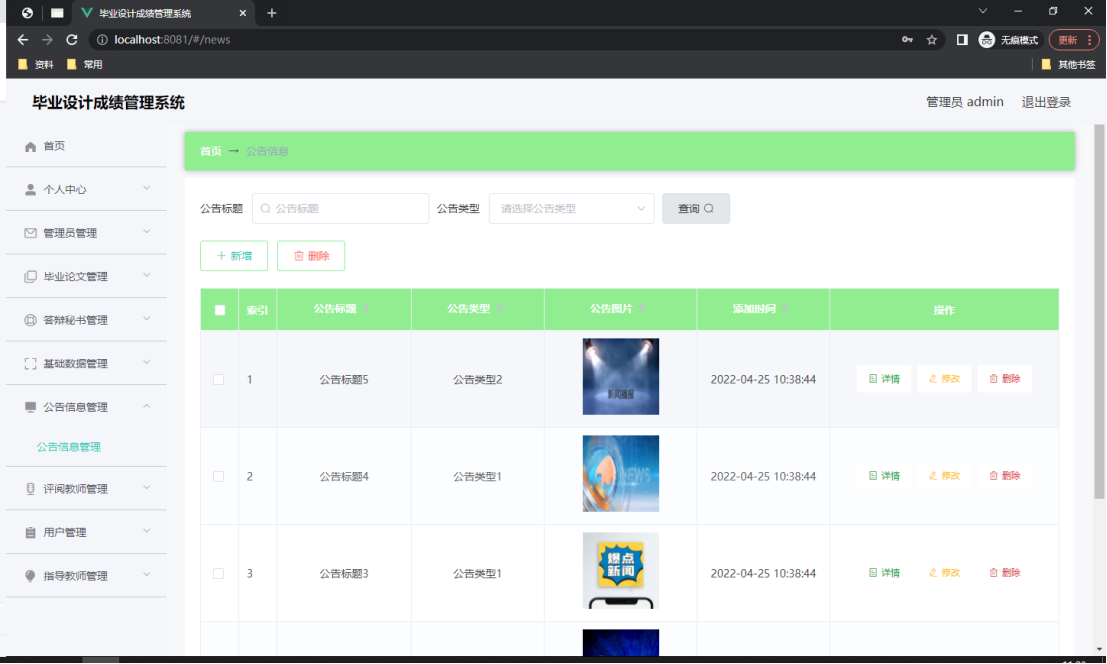 毕业设计成绩管理系统
localhost:8081/#/news
无痕模式
更新
资料
常用
其他书签
毕业设计成绩管理系统
管理员 admin
退出登录
首页
个人中心
管理员管理
毕业论文管理
答辩秘书管理
基础数据管理
公告信息管理
公告信息管理
评阅教师管理
用户管理
指导教师管理
首页 → 公告信息
公告标题 公告标题 公告类型 请选择公告类型 查询
新增 删除
索引 公告标题 公告类型 公告图片 添加时间 操作
1 公告标题5 公告类型2 新闻播报 2022-04-25 10:38:44 详情 修改 删除
2 公告标题4 公告类型1 NEWS 2022-04-25 10:38:44 详情 修改 删除
3 公告标题3 公告类型1 爆点 新闻 2022-04-25 10:38:44 详情 修改 删除